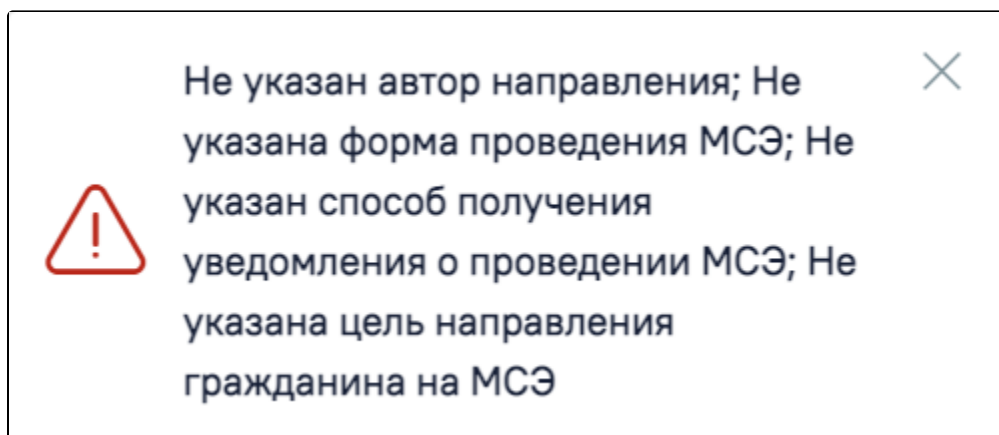 Не указан автор направления; Не
указана форма проведения МСЭ; Не
указан способ получения
уведомления о проведении МСЭ; Не
указана цель направления
гражданина на МСЭ